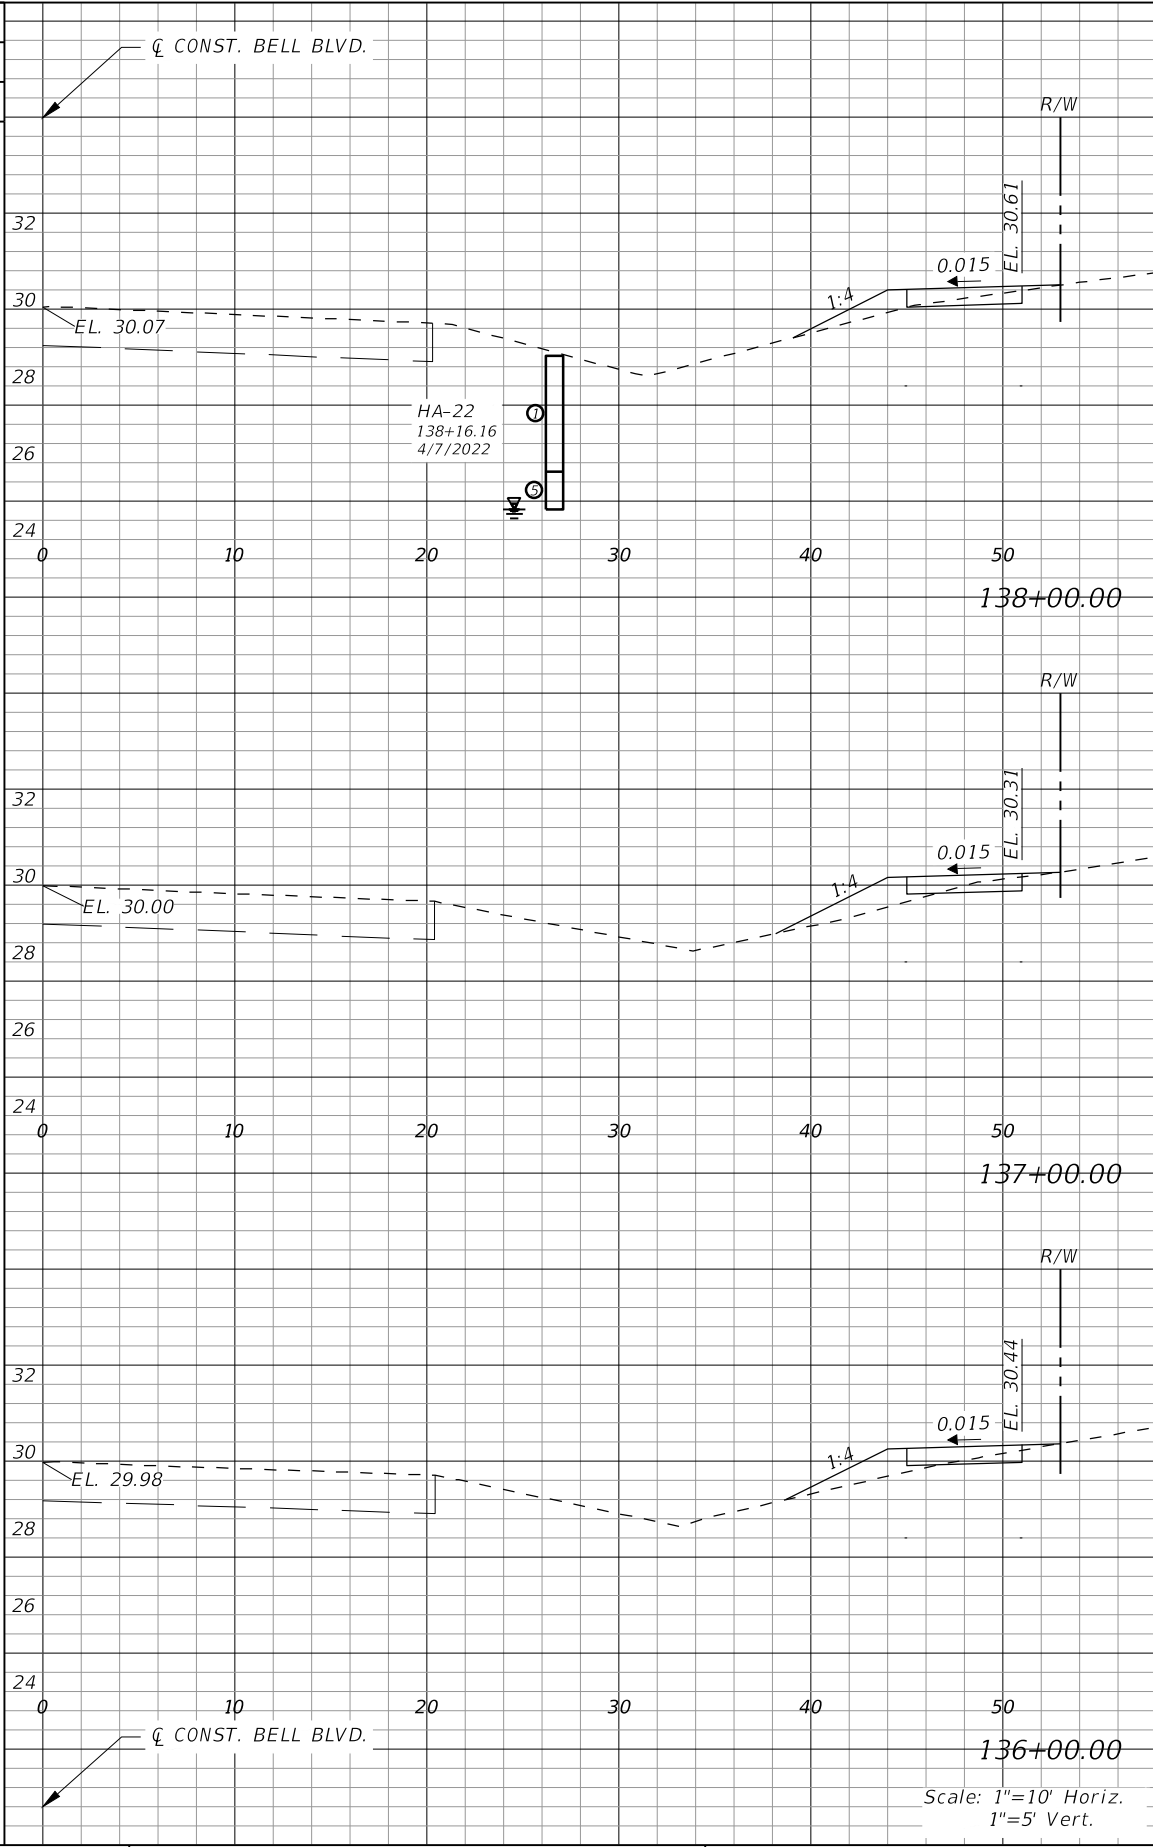 ℄ CONST. BELL BLVD.
R/W
32
EL. 30.61
0.015
30
1:4
EL. 30.07
28
HA-22
138+16.16
4/7/2022
1
26
5
24
0 10 20 30 40 50
138+00.00
R/W
32
EL. 30.31
0.015
30
1:4
EL. 30.00
28
26
24
0 10 20 30 40 50
137+00.00
R/W
32
EL. 30.44
0.015
30
1:4
EL. 29.98
28
26
24
0 10 20 30 40 50
℄ CONST. BELL BLVD.
136+00.00
Scale: 1"=10' Horiz.
1"=5' Vert.